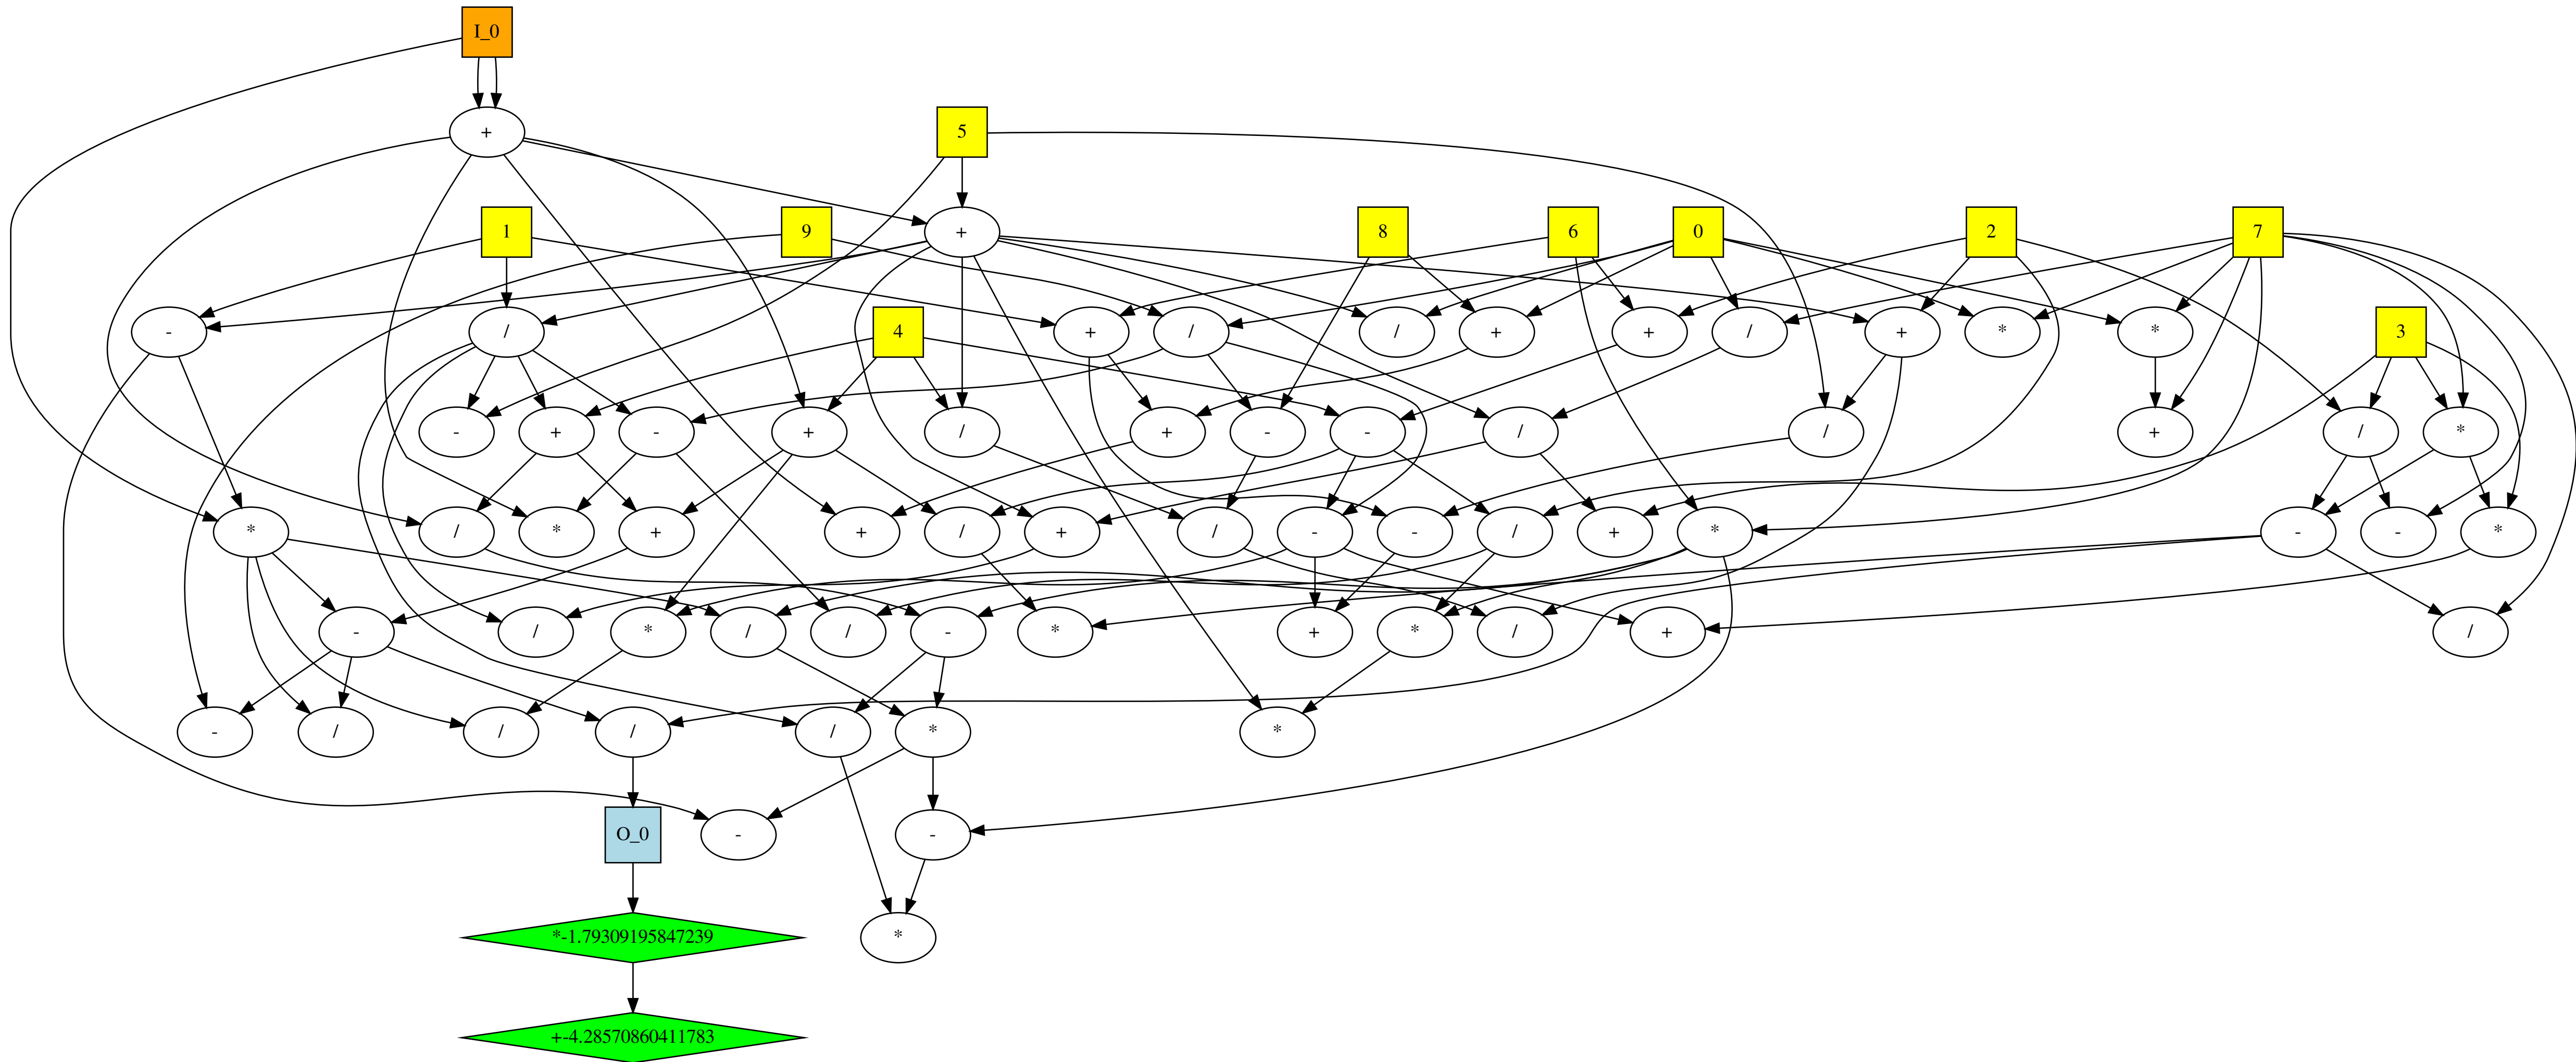 I_0
+ 5
1 9 + 8 6 0 2 7
- / 4 + / / + + / + * * 3
- + - + / + - - / / + / *
* / * + + / + / - - / + * - - *
- / * / / - * + * / + /
- / / / / * *
O_0 - -
*-1.79309195847239 *
+-4.28570860411783